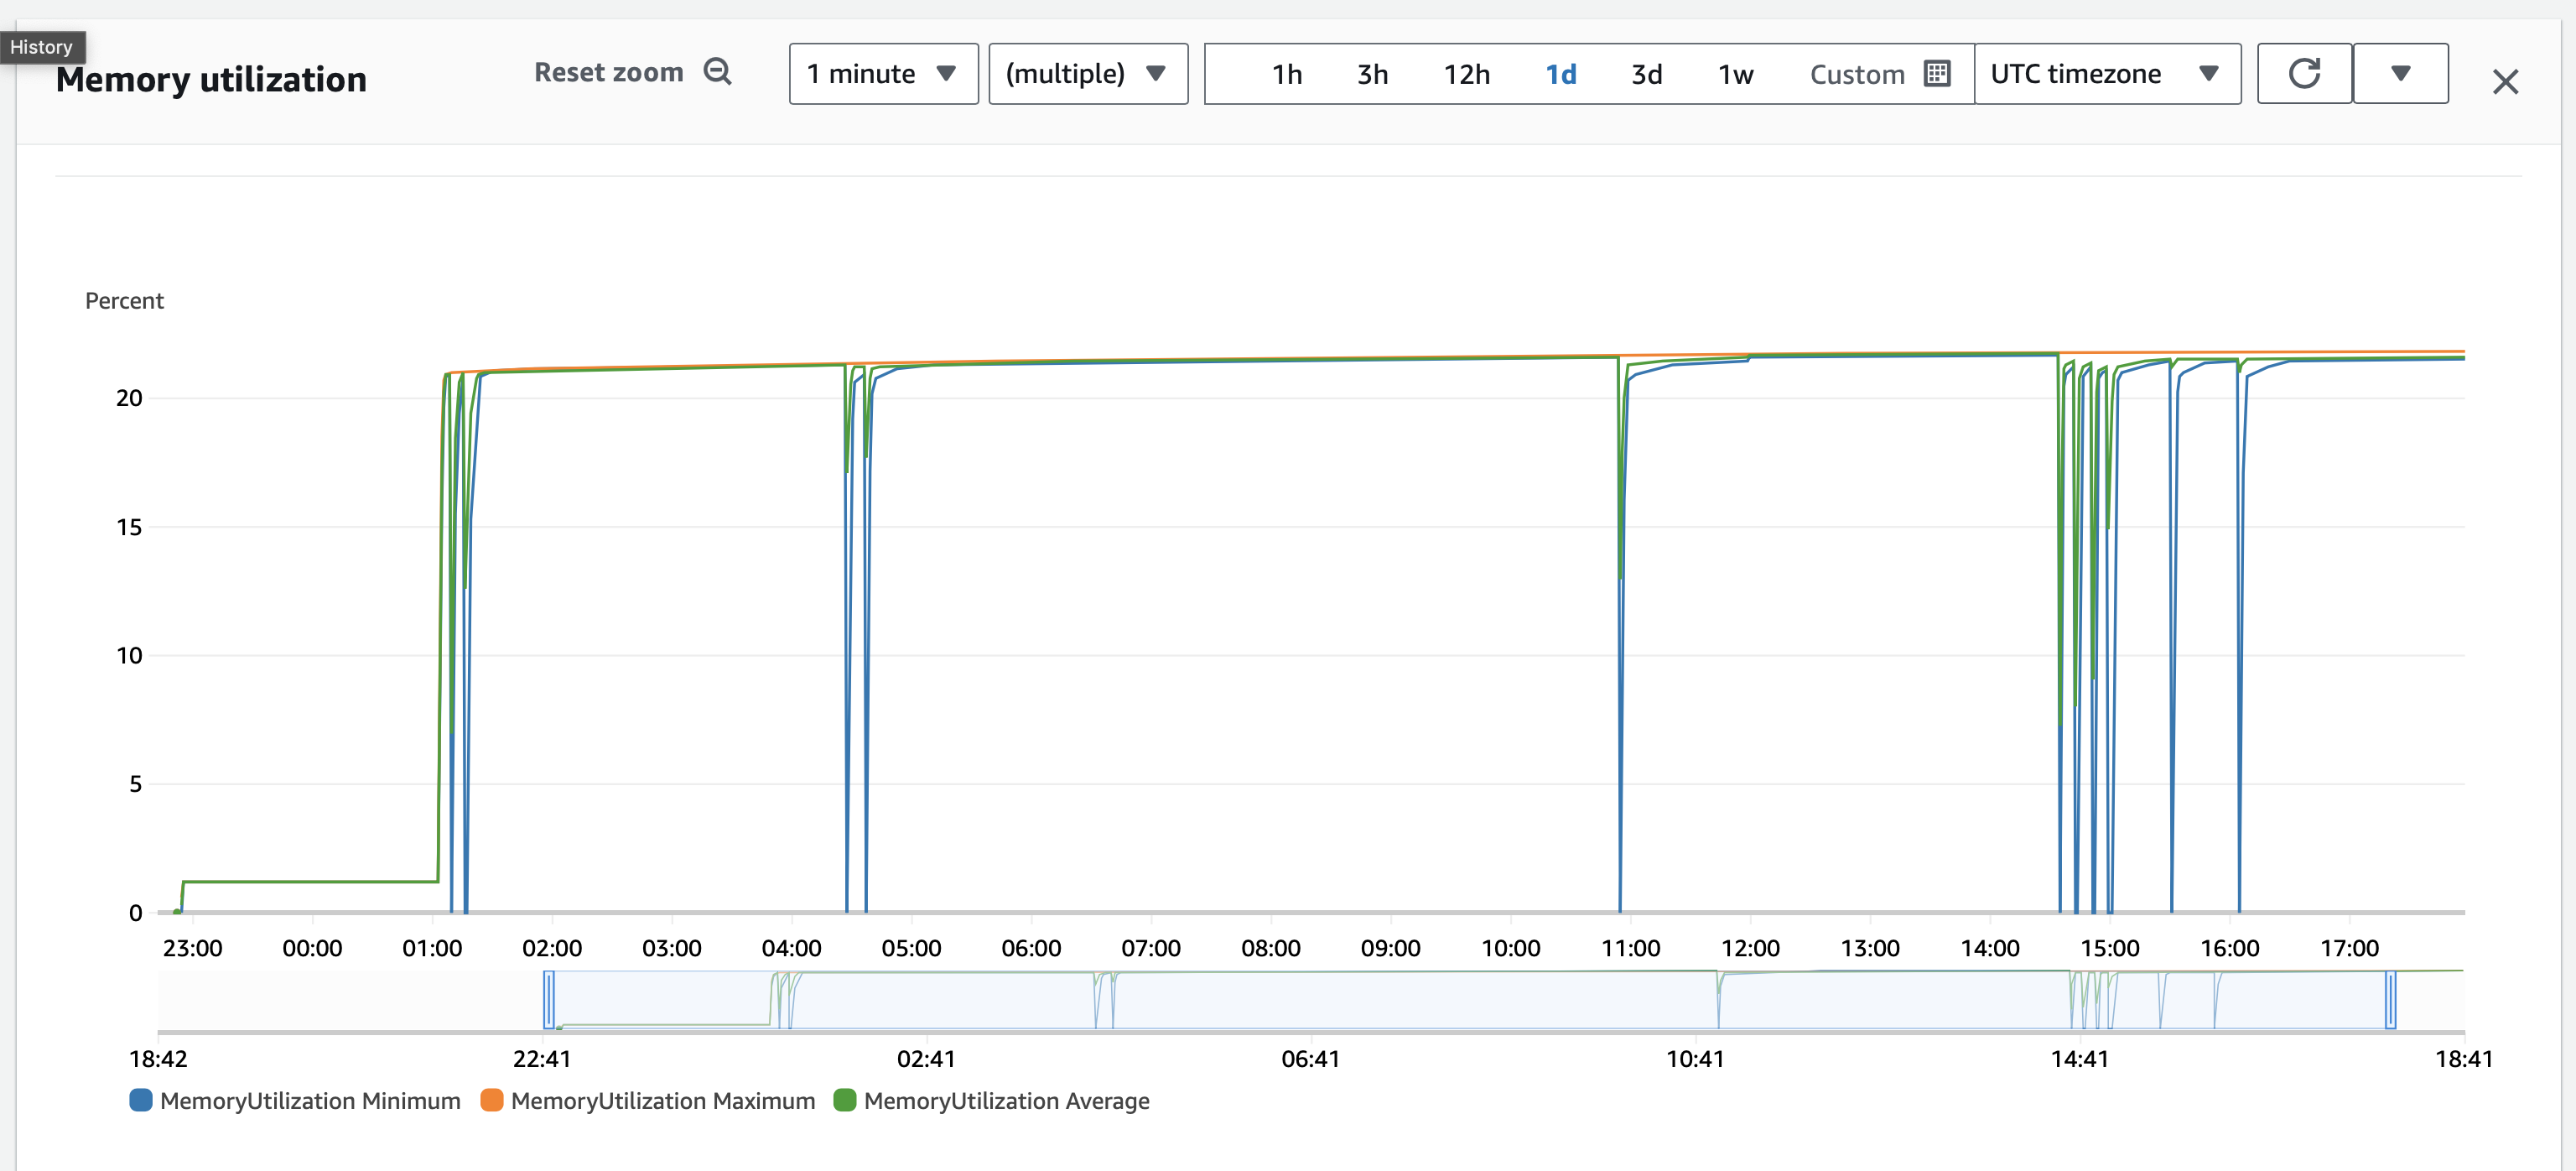 History
Memory utilization
Reset zoom
1 minute
(multiple)
1h 3h 12h 1d 3d 1w Custom
UTC timezone
Percent
20
15
10
5
0
23:00 00:00 01:00 02:00 03:00 04:00 05:00 06:00 07:00 08:00 09:00 10:00 11:00 12:00 13:00 14:00 15:00 16:00 17:00
18:42 22:41 02:41 06:41 10:41 14:41 18:41
MemoryUtilization Minimum MemoryUtilization Maximum MemoryUtilization Average